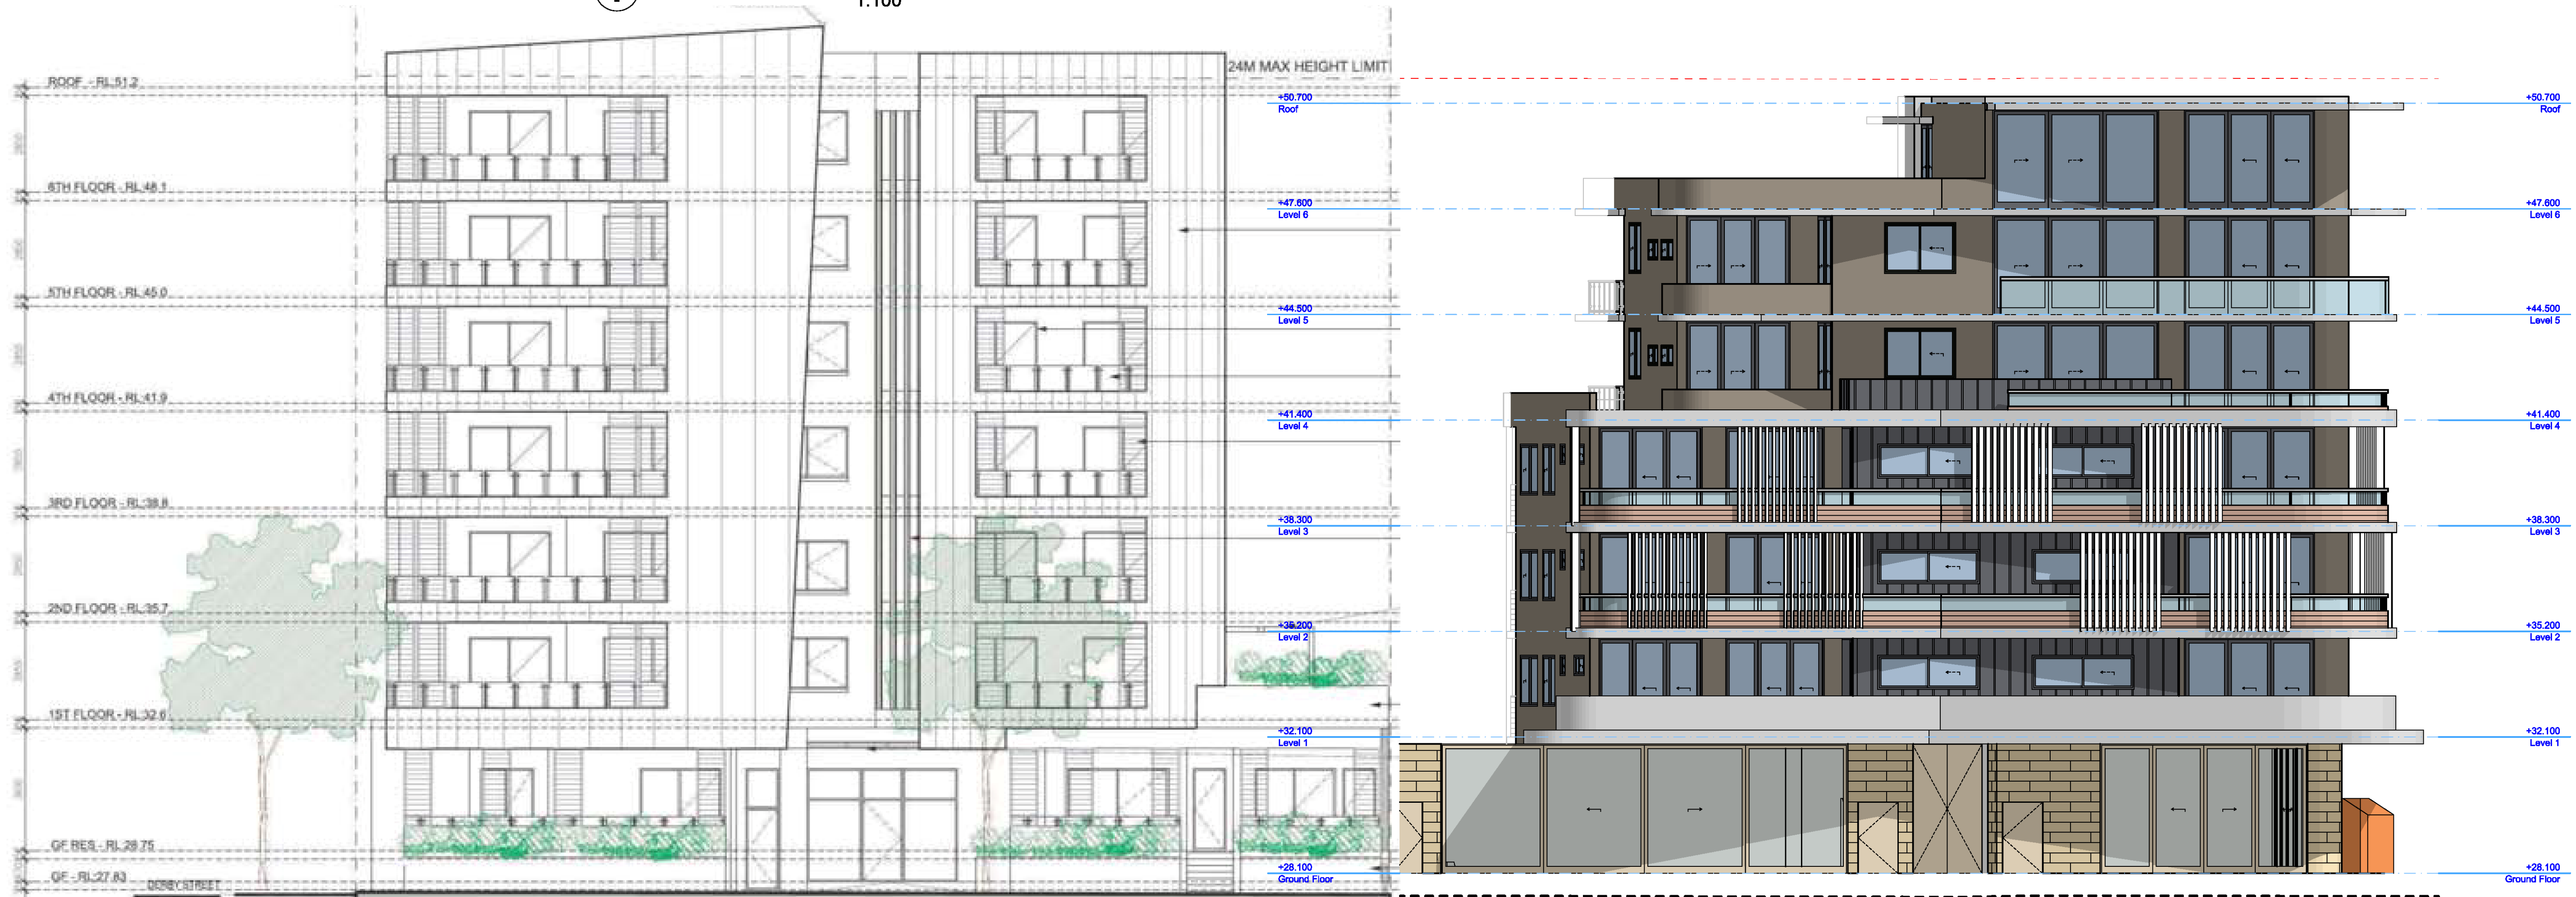 1:100
ROOF - RL:51.2
6TH FLOOR - RL:48.1
5TH FLOOR - RL:45.0
4TH FLOOR - RL:41.9
3RD FLOOR - RL:38.8
2ND FLOOR - RL:35.7
1ST FLOOR - RL:32.6
GF RES - RL:28.75
GF - RL:27.83
DERBY STREET
24M MAX HEIGHT LIMIT
+50.700
Roof
+47.600
Level 6
+44.500
Level 5
+41.400
Level 4
+38.300
Level 3
+35.200
Level 2
+32.100
Level 1
+28.100
Ground Floor
+50.700
Roof
+47.600
Level 6
+44.500
Level 5
+41.400
Level 4
+38.300
Level 3
+35.200
Level 2
+32.100
Level 1
+28.100
Ground Floor